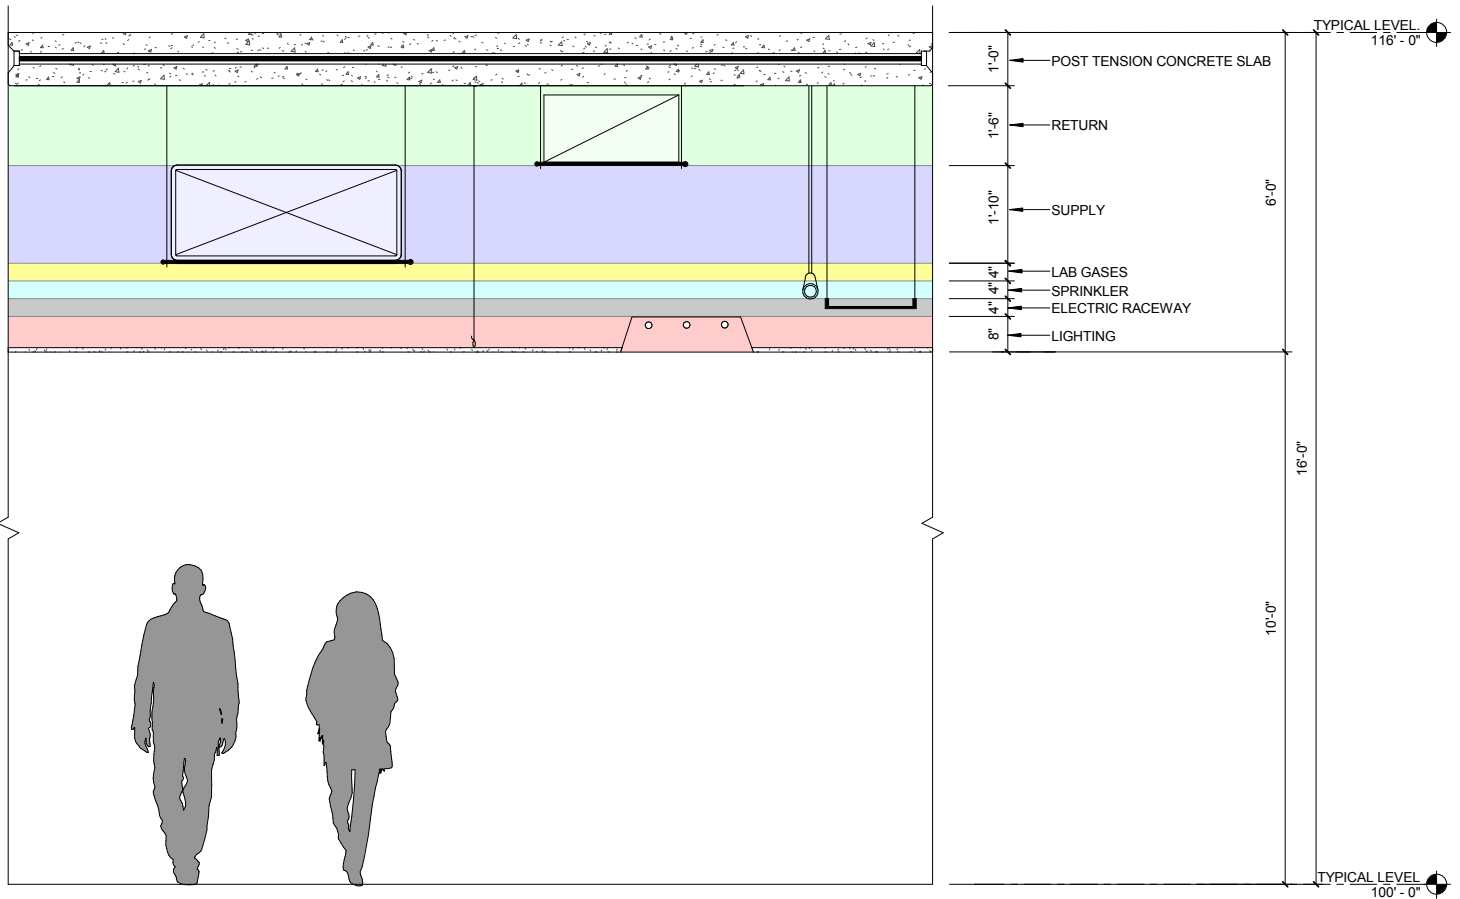 TYPICAL LEVEL.
116' - 0"
1'-0"
POST TENSION CONCRETE SLAB
1'-6"
RETURN
6'-0"
1'-10"
SUPPLY
4"
LAB GASES
4"
SPRINKLER
4"
ELECTRIC RACEWAY
8"
LIGHTING
16'-0"
10'-0"
TYPICAL LEVEL
100' - 0"